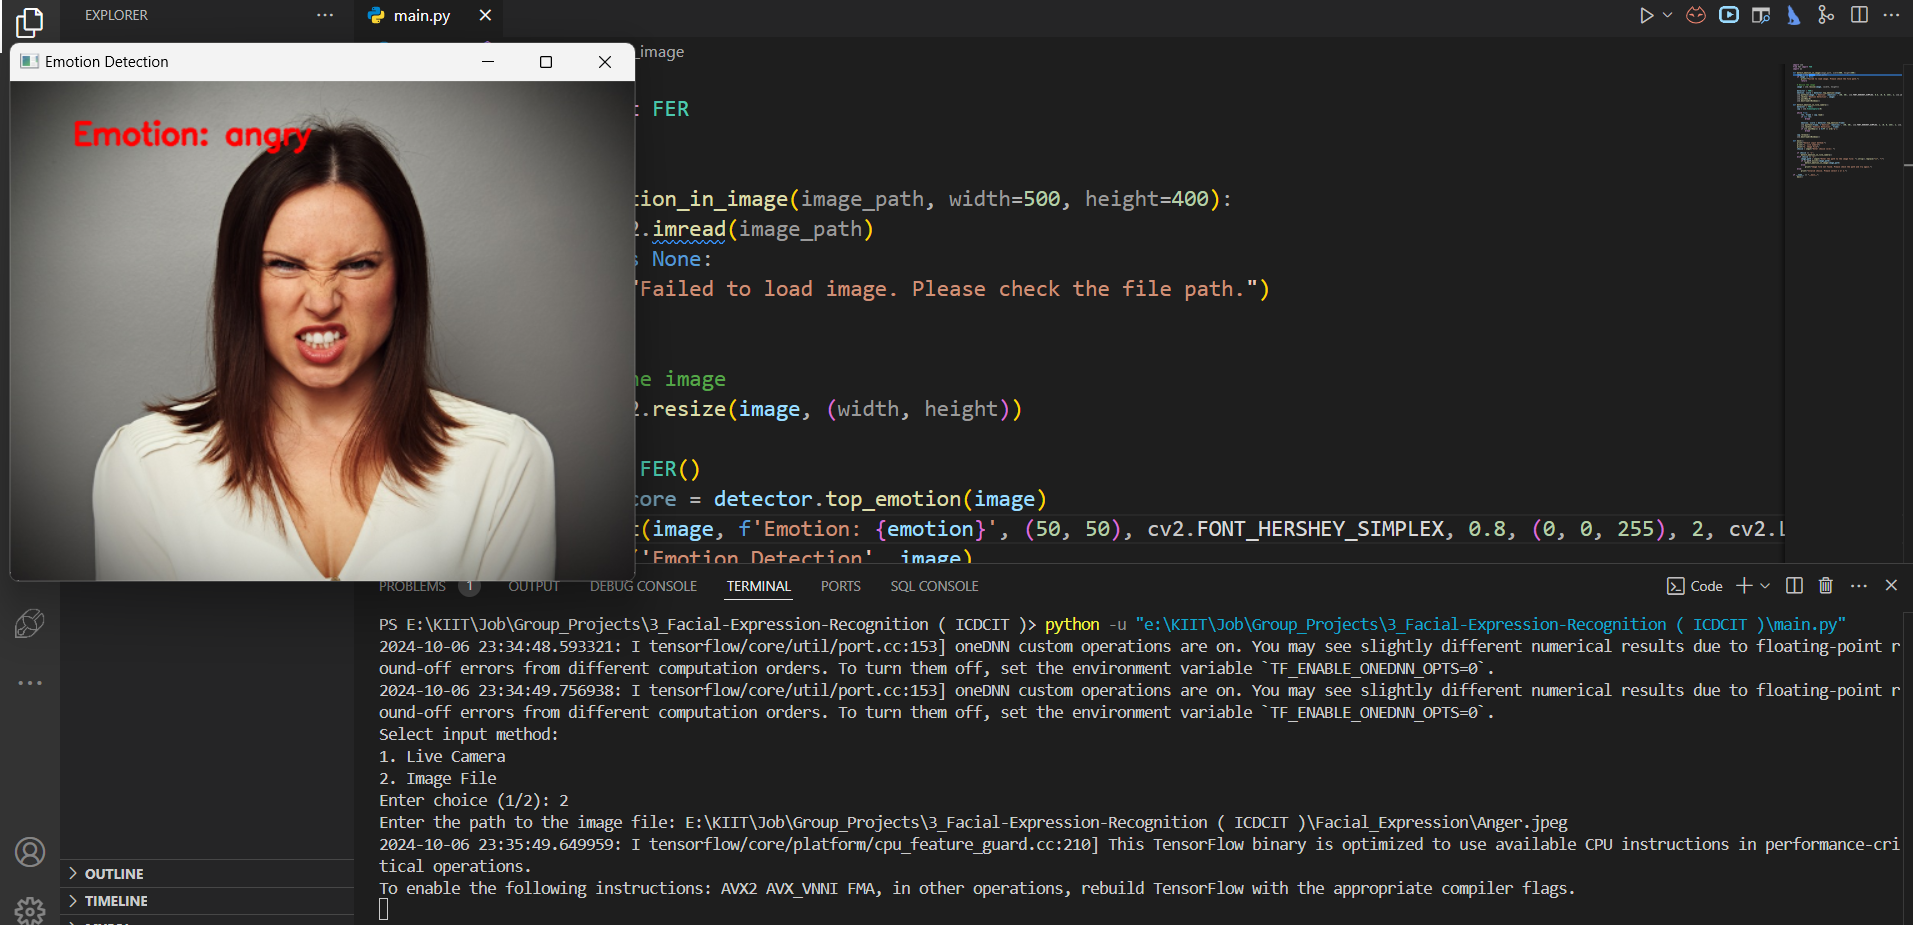 EXPLORER
main.py
_image
Emotion Detection
Emotion: angry
FER
ion_in_image(image_path, width=500, height=400):
.imread(image_path)
None:
"Failed to load image. Please check the file path.")
he image
.resize(image, (width, height))
FER()
core = detector.top_emotion(image)
t(image, f'Emotion: {emotion}', (50, 50), cv2.FONT_HERSHEY_SIMPLEX, 0.8, (0, 0, 255), 2, cv2.L
('Emotion Detection' image)
PROBLEMS 1 OUTPUT DEBUG CONSOLE TERMINAL PORTS SQL CONSOLE
Code
PS E:\KIIT\Job\Group_Projects\3_Facial-Expression-Recognition ( ICDCIT )> python -u "e:\KIIT\Job\Group_Projects\3_Facial-Expression-Recognition ( ICDCIT )\main.py"
2024-10-06 23:34:48.593321: I tensorflow/core/util/port.cc:153] oneDNN custom operations are on. You may see slightly different numerical results due to floating-point r
ound-off errors from different computation orders. To turn them off, set the environment variable `TF_ENABLE_ONEDNN_OPTS=0`.
2024-10-06 23:34:49.756938: I tensorflow/core/util/port.cc:153] oneDNN custom operations are on. You may see slightly different numerical results due to floating-point r
ound-off errors from different computation orders. To turn them off, set the environment variable `TF_ENABLE_ONEDNN_OPTS=0`.
Select input method:
1. Live Camera
2. Image File
Enter choice (1/2): 2
Enter the path to the image file: E:\KIIT\Job\Group_Projects\3_Facial-Expression-Recognition ( ICDCIT )\Facial_Expression\Anger.jpeg
2024-10-06 23:35:49.649959: I tensorflow/core/platform/cpu_feature_guard.cc:210] This TensorFlow binary is optimized to use available CPU instructions in performance-cri
tical operations.
To enable the following instructions: AVX2 AVX_VNNI FMA, in other operations, rebuild TensorFlow with the appropriate compiler flags.
OUTLINE
TIMELINE